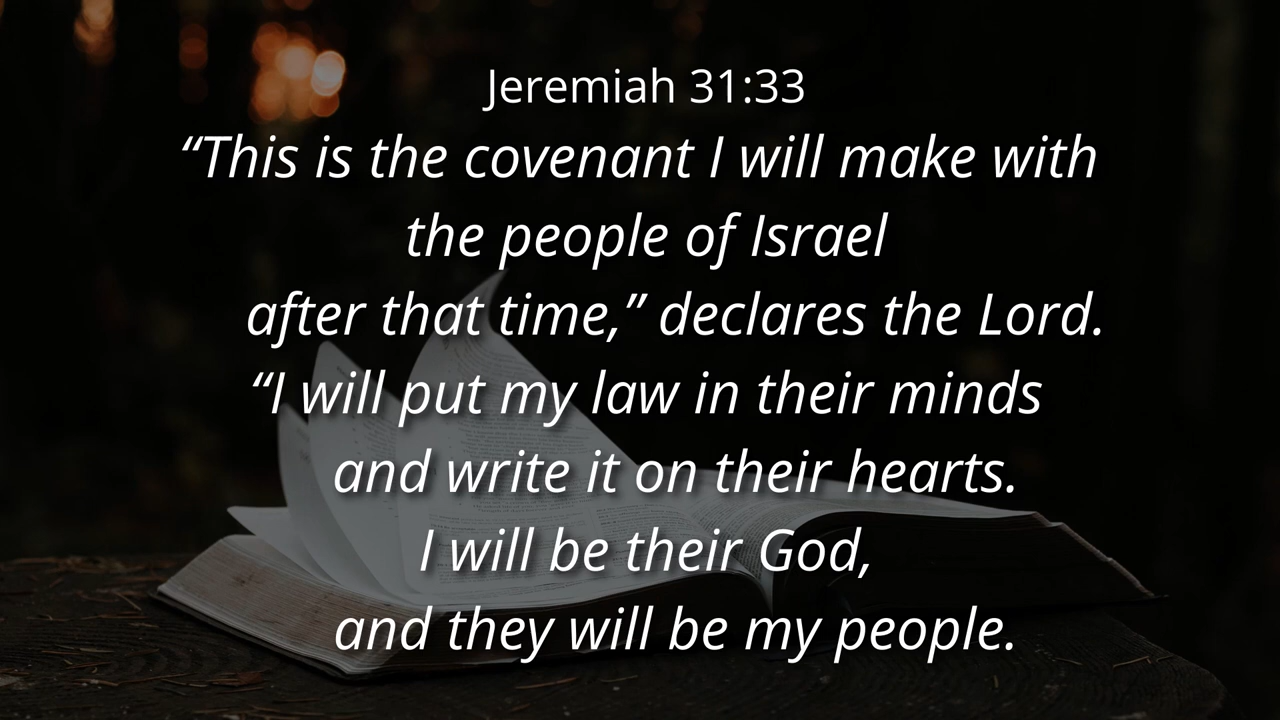 Jeremiah 31:33
“This is the covenant I will make with
the people of Israel
after that time,” declares the Lord.
“I will put my law in their minds
and write it on their hearts.
I will be their God,
and they will be my people.